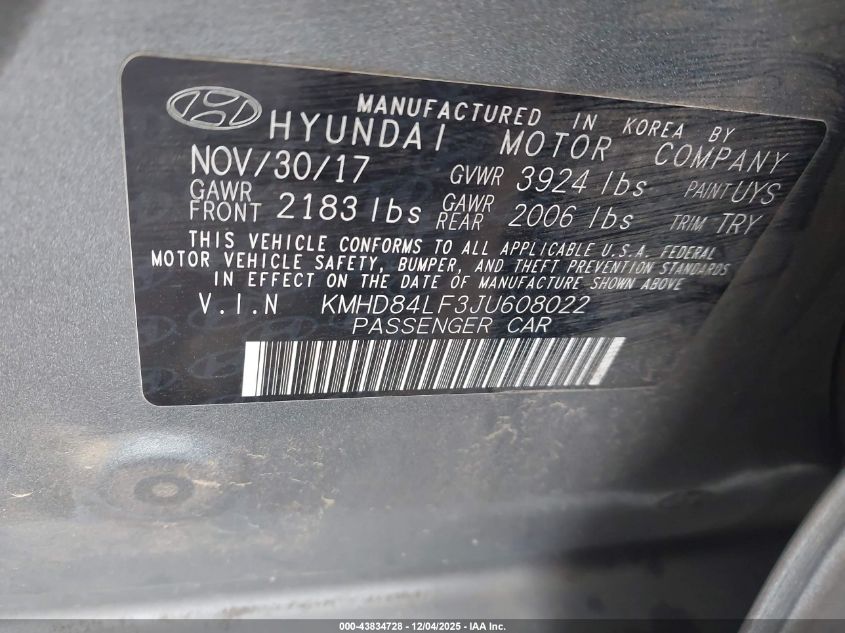 MANUFACTURED IN KOREA BY
HYUNDAI MOTOR COMPANY
NOV/30/17 GVWR 3924 lbs PAINT UYS
GAWR FRONT 2183 lbs GAWR REAR 2006 lbs TRIM TRY
THIS VEHICLE CONFORMS TO ALL APPLICABLE U.S.A. FEDERAL
MOTOR VEHICLE SAFETY, BUMPER, AND THEFT PREVENTION STANDARDS
IN EFFECT ON THE DATE OF MANUFACTURE SHOWN ABOVE
V.I.N KMHD84LF3JU608022
PASSENGER CAR
000-43834728 - 12/04/2025 - IAA Inc.